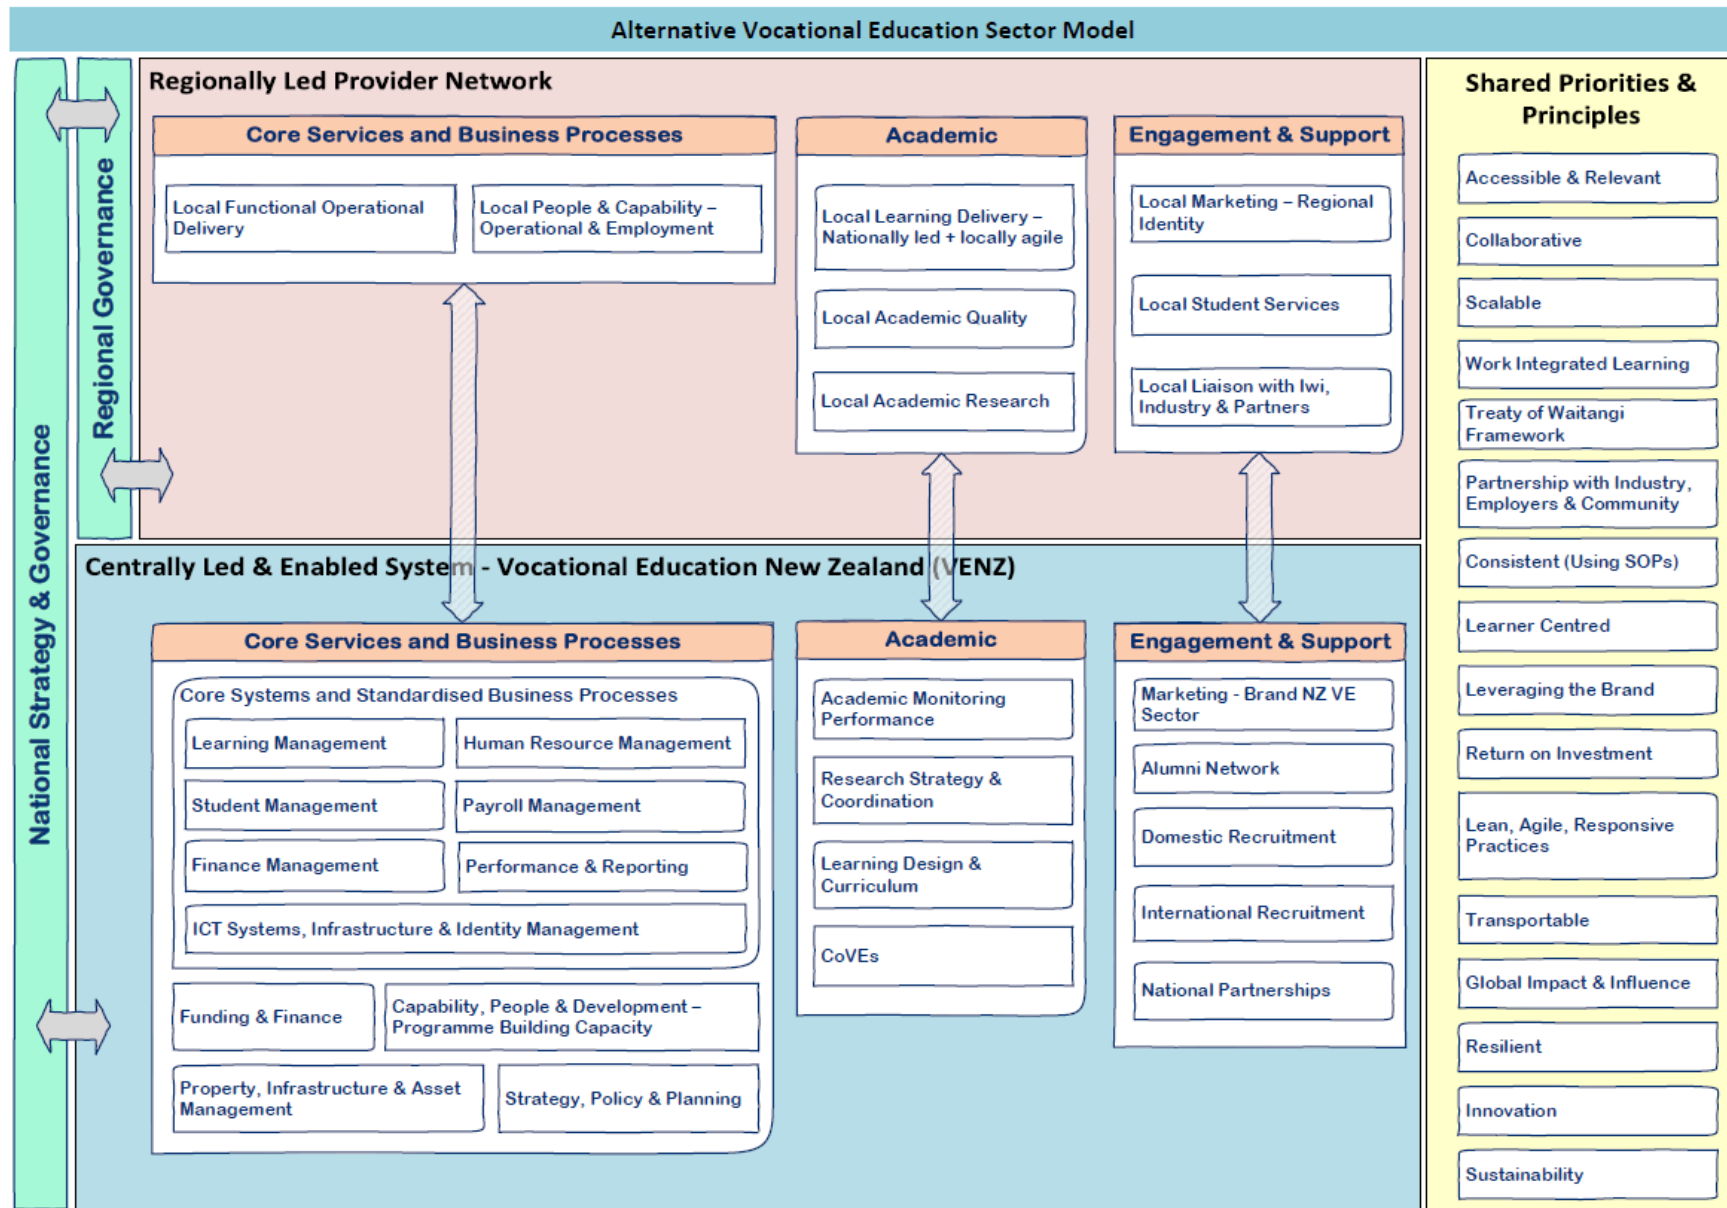 Alternative Vocational Education Sector Model
National Strategy & Governance
Regional Governance
Regionally Led Provider Network
Core Services and Business Processes
Local Functional Operational
Delivery
Local People & Capability –
Operational & Employment
Academic
Local Learning Delivery –
Nationally led + locally agile
Local Academic Quality
Local Academic Research
Engagement & Support
Local Marketing – Regional
Identity
Local Student Services
Local Liaison with Iwi,
Industry & Partners
Centrally Led & Enabled System - Vocational Education New Zealand (VENZ)
Core Services and Business Processes
Core Systems and Standardised Business Processes
Learning Management
Human Resource Management
Student Management
Payroll Management
Finance Management
Performance & Reporting
ICT Systems, Infrastructure & Identity Management
Funding & Finance
Capability, People & Development –
Programme Building Capacity
Property, Infrastructure & Asset
Management
Strategy, Policy & Planning
Academic
Academic Monitoring
Performance
Research Strategy &
Coordination
Learning Design &
Curriculum
CoVEs
Engagement & Support
Marketing - Brand NZ VE
Sector
Alumni Network
Domestic Recruitment
International Recruitment
National Partnerships
Shared Priorities &
Principles
Accessible & Relevant
Collaborative
Scalable
Work Integrated Learning
Treaty of Waitangi
Framework
Partnership with Industry,
Employers & Community
Consistent (Using SOPs)
Learner Centred
Leveraging the Brand
Return on Investment
Lean, Agile, Responsive
Practices
Transportable
Global Impact & Influence
Resilient
Innovation
Sustainability